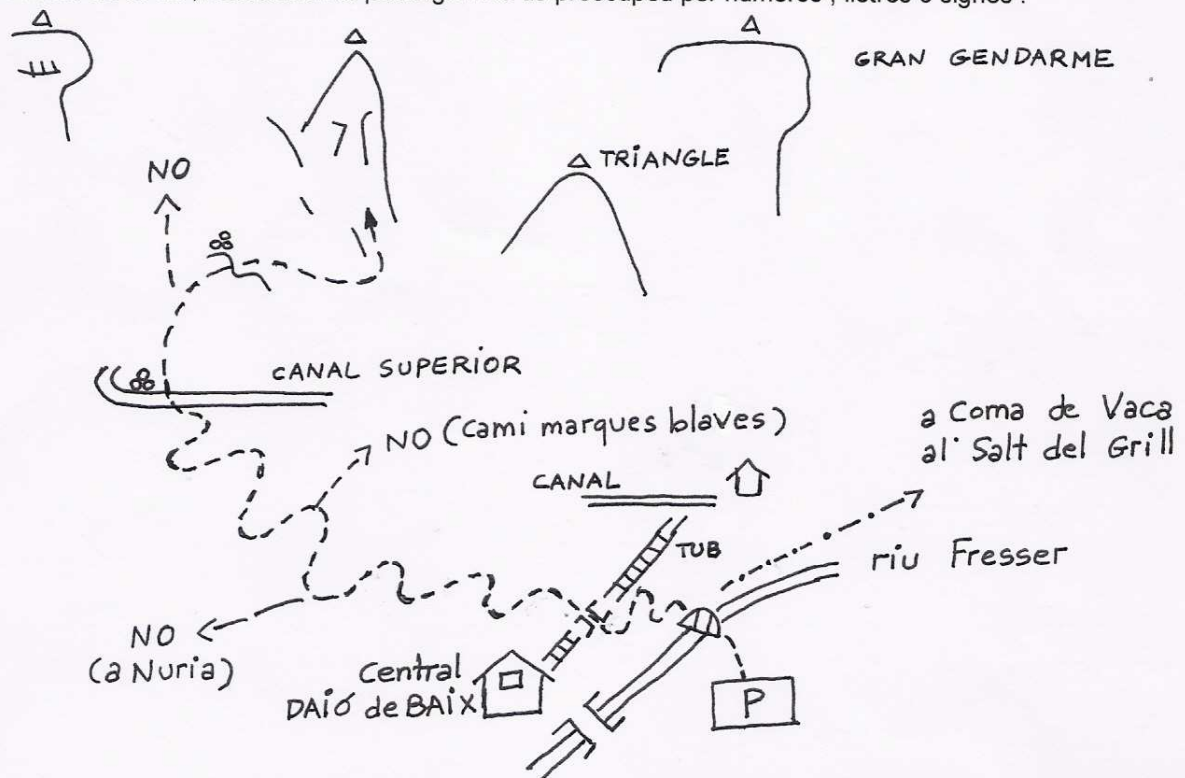 GRAN GENDARME
TRIANGLE
NO
CANAL SUPERIOR
NO (cami marques blaves)
a Coma de Vaca
al Salt del Grill
CANAL
TUB
riu Fresser
NO
(a Nuria)
Central
DAIÓ de BAIX
P